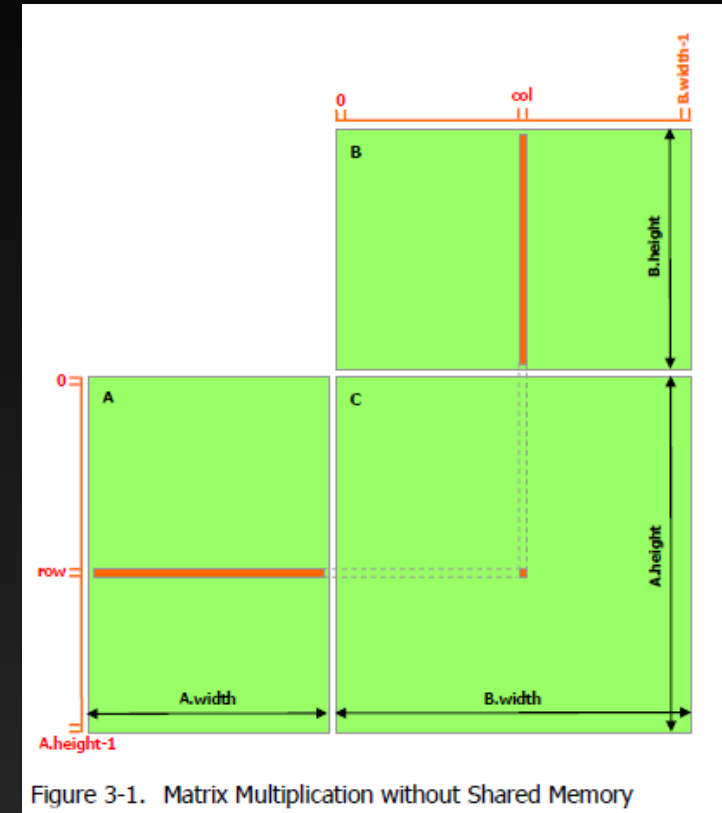 0
col
B.width-1
B
B.height
0
A
C
row
A.height
A.width
B.width
A.height-1
Figure 3-1. Matrix Multiplication without Shared Memory